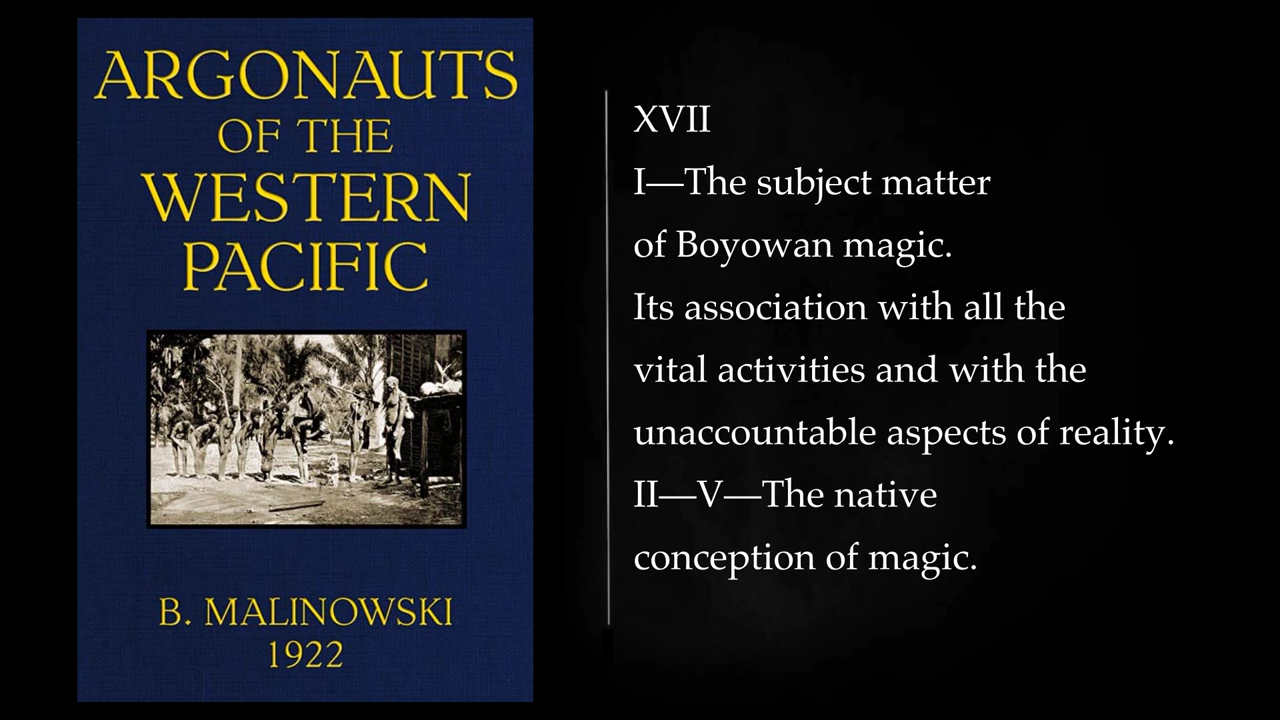 ARGONAUTS
OF THE
WESTERN
PACIFIC
B. MALINOWSKI
1922
XVII
I—The subject matter
of Boyowan magic.
Its association with all the
vital activities and with the
unaccountable aspects of reality.
II—V—The native
conception of magic.